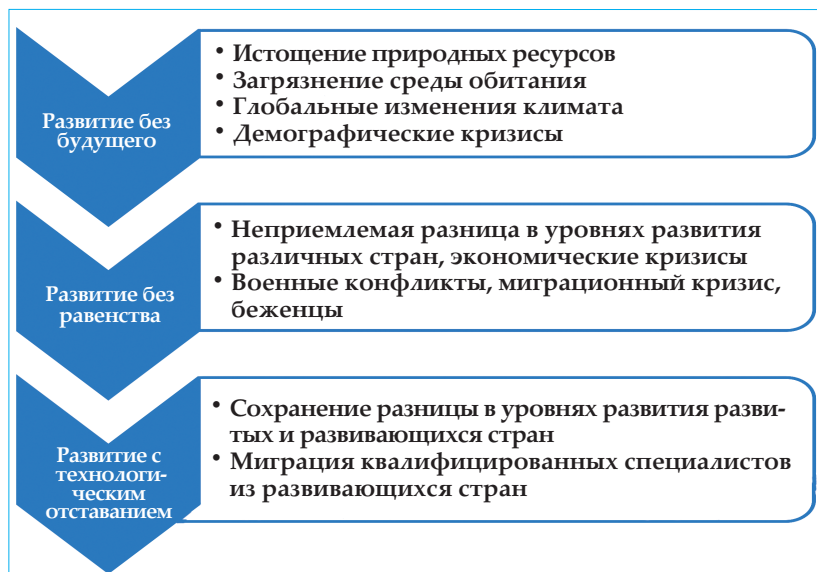 Развитие без
будущего
• Истощение природных ресурсов
• Загрязнение среды обитания
• Глобальные изменения климата
• Демографические кризисы
Развитие без
равенства
• Неприемлемая разница в уровнях развития
различных стран, экономические кризисы
• Военные конфликты, миграционный кризис,
беженцы
Развитие с
технологи-
ческим
отставанием
• Сохранение разницы в уровнях развития разви-
тых и развивающихся стран
• Миграция квалифицированных специалистов
из развивающихся стран